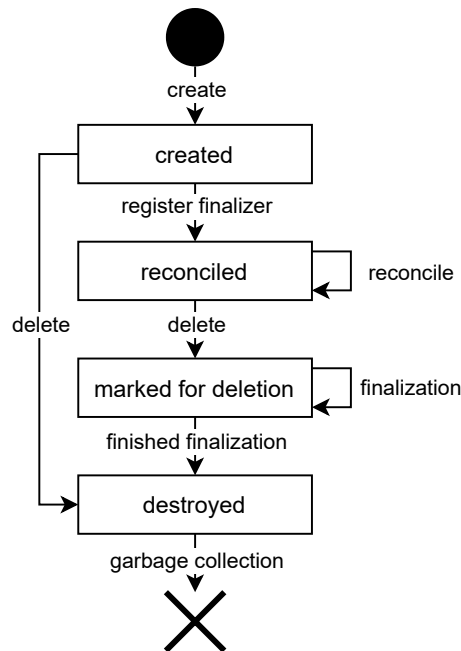 create
created
register finalizer
reconciled
reconcile
delete
delete
marked for deletion
finalization
finished finalization
destroyed
garbage collection